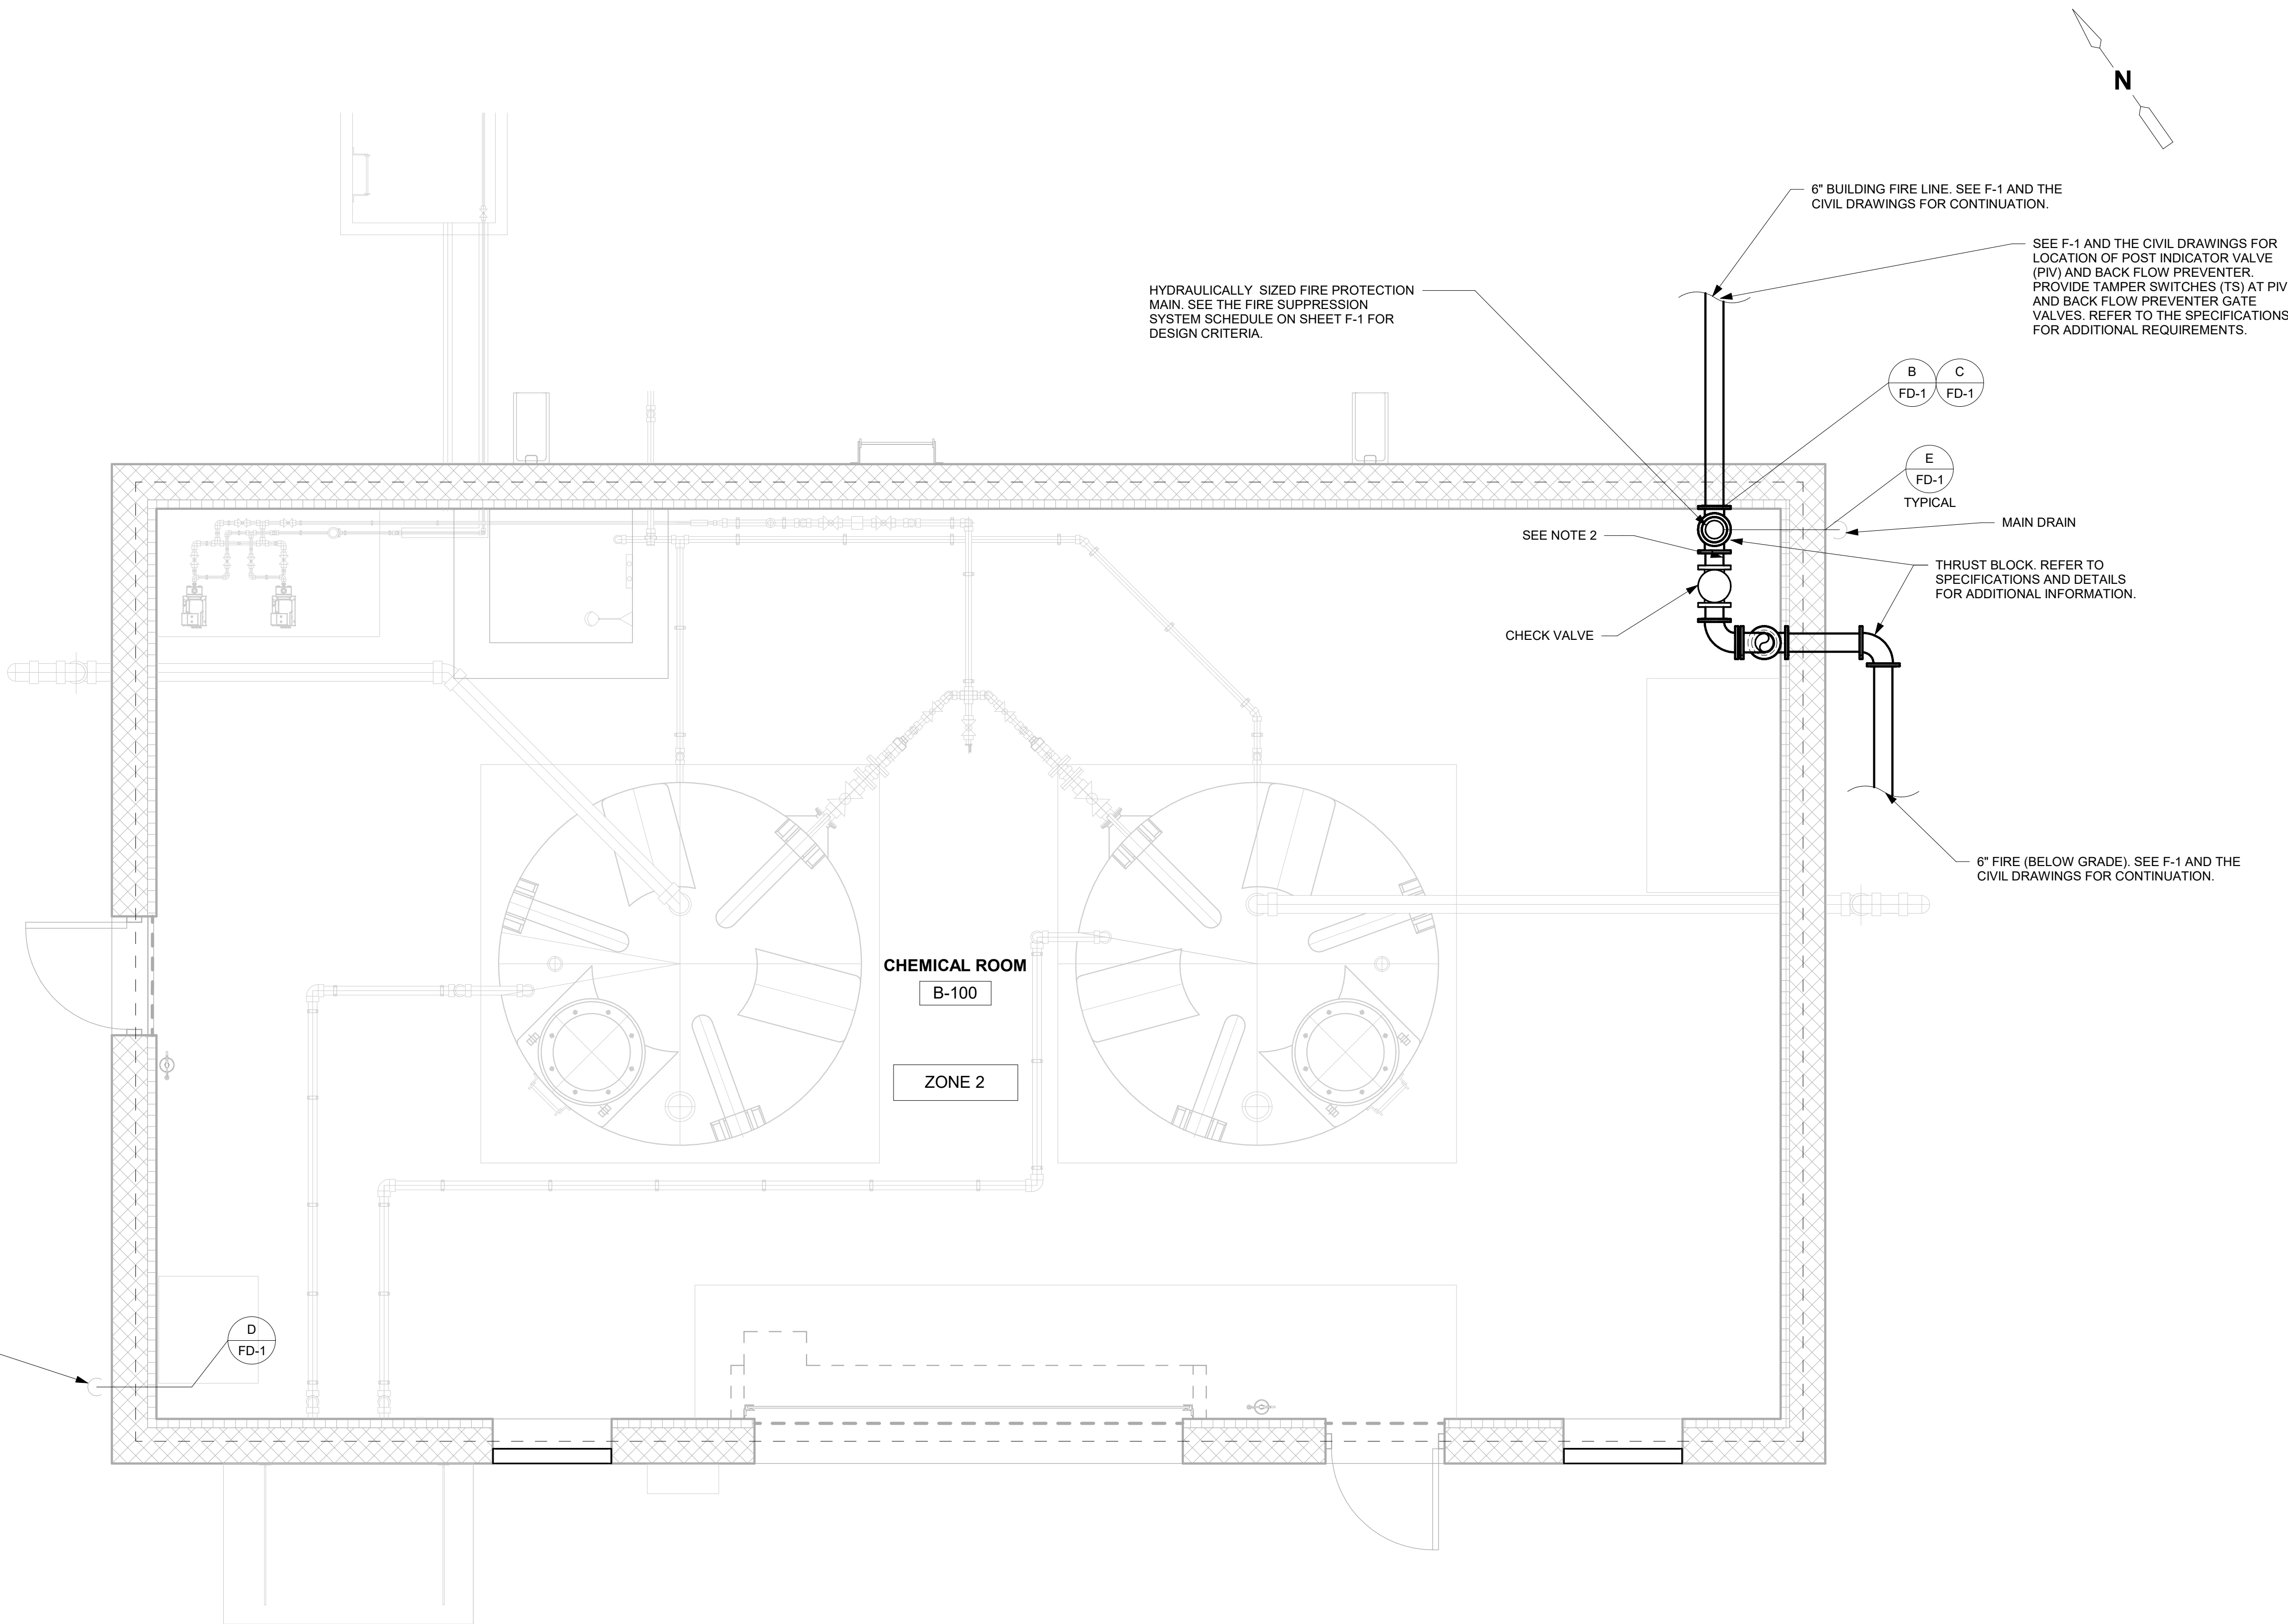 N
6" BUILDING FIRE LINE. SEE F-1 AND THE
CIVIL DRAWINGS FOR CONTINUATION.
SEE F-1 AND THE CIVIL DRAWINGS FOR
LOCATION OF POST INDICATOR VALVE
(PIV) AND BACK FLOW PREVENTER.
PROVIDE TAMPER SWITCHES (TS) AT PIV
AND BACK FLOW PREVENTER GATE
VALVES. REFER TO THE SPECIFICATIONS
FOR ADDITIONAL REQUIREMENTS.
HYDRAULICALLY SIZED FIRE PROTECTION
MAIN. SEE THE FIRE SUPPRESSION
SYSTEM SCHEDULE ON SHEET F-1 FOR
DESIGN CRITERIA.
B
FD-1
C
FD-1
E
FD-1
TYPICAL
MAIN DRAIN
SEE NOTE 2
THRUST BLOCK. REFER TO
SPECIFICATIONS AND DETAILS
FOR ADDITIONAL INFORMATION.
CHECK VALVE
6" FIRE (BELOW GRADE). SEE F-1 AND THE
CIVIL DRAWINGS FOR CONTINUATION.
CHEMICAL ROOM
B-100
ZONE 2
D
FD-1